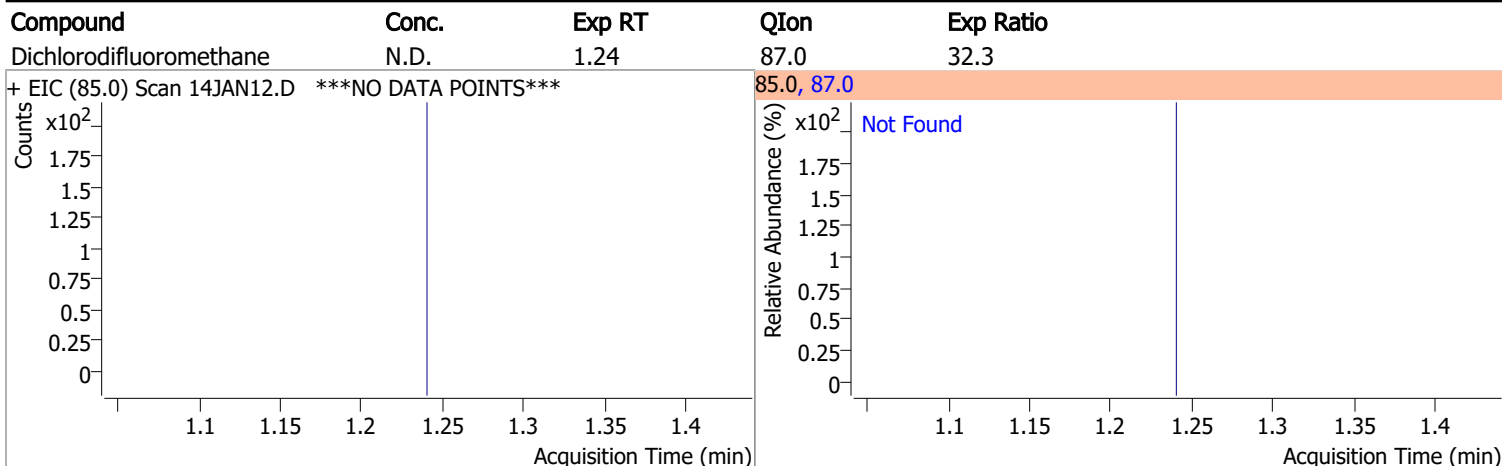 Compound Conc. Exp RT QIon Exp Ratio
Dichlorodifluoromethane N.D. 1.24 87.0 32.3
+ EIC (85.0) Scan 14JAN12.D ***NO DATA POINTS***
Counts
x10²
1.75
1.5
1.25
1
0.75
0.5
0.25
0
1.1 1.15 1.2 1.25 1.3 1.35 1.4
Acquisition Time (min)
85.0, 87.0
Relative Abundance (%)
x10²
Not Found
1.75
1.5
1.25
1
0.75
0.5
0.25
0
1.1 1.15 1.2 1.25 1.3 1.35 1.4
Acquisition Time (min)